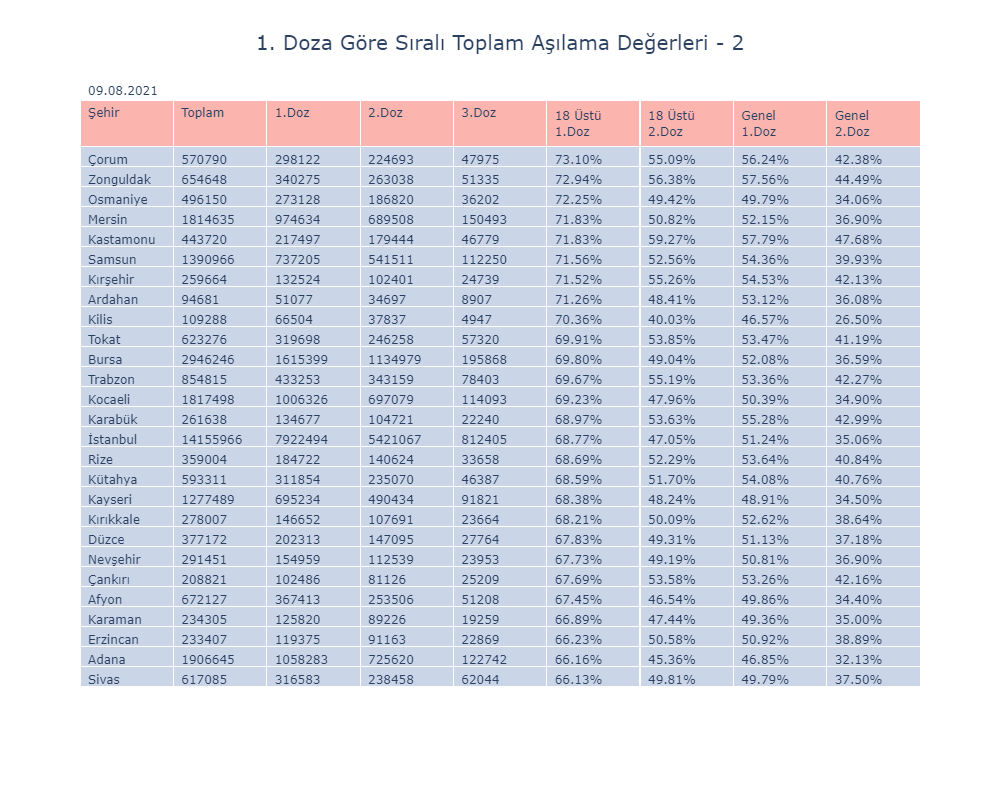 1. Doza Göre Sıralı Toplam Aşılama Değerleri - 2
09.08.2021
Şehir Toplam 1.Doz 2.Doz 3.Doz 18 Üstü 1.Doz 18 Üstü 2.Doz Genel 1.Doz Genel 2.Doz
Çorum 570790 298122 224693 47975 73.10% 55.09% 56.24% 42.38%
Zonguldak 654648 340275 263038 51335 72.94% 56.38% 57.56% 44.49%
Osmaniye 496150 273128 186820 36202 72.25% 49.42% 49.79% 34.06%
Mersin 1814635 974634 689508 150493 71.83% 50.82% 52.15% 36.90%
Kastamonu 443720 217497 179444 46779 71.83% 59.27% 57.79% 47.68%
Samsun 1390966 737205 541511 112250 71.56% 52.56% 54.36% 39.93%
Kırşehir 259664 132524 102401 24739 71.52% 55.26% 54.53% 42.13%
Ardahan 94681 51077 34697 8907 71.26% 48.41% 53.12% 36.08%
Kilis 109288 66504 37837 4947 70.36% 40.03% 46.57% 26.50%
Tokat 623276 319698 246258 57320 69.91% 53.85% 53.47% 41.19%
Bursa 2946246 1615399 1134979 195868 69.80% 49.04% 52.08% 36.59%
Trabzon 854815 433253 343159 78403 69.67% 55.19% 53.36% 42.27%
Kocaeli 1817498 1006326 697079 114093 69.23% 47.96% 50.39% 34.90%
Karabük 261638 134677 104721 22240 68.97% 53.63% 55.28% 42.99%
İstanbul 14155966 7922494 5421067 812405 68.77% 47.05% 51.24% 35.06%
Rize 359004 184722 140624 33658 68.69% 52.29% 53.64% 40.84%
Kütahya 593311 311854 235070 46387 68.59% 51.70% 54.08% 40.76%
Kayseri 1277489 695234 490434 91821 68.38% 48.24% 48.91% 34.50%
Kırıkkale 278007 146652 107691 23664 68.21% 50.09% 52.62% 38.64%
Düzce 377172 202313 147095 27764 67.83% 49.31% 51.13% 37.18%
Nevşehir 291451 154959 112539 23953 67.73% 49.19% 50.81% 36.90%
Çankırı 208821 102486 81126 25209 67.69% 53.58% 53.26% 42.16%
Afyon 672127 367413 253506 51208 67.45% 46.54% 49.86% 34.40%
Karaman 234305 125820 89226 19259 66.89% 47.44% 49.36% 35.00%
Erzincan 233407 119375 91163 22869 66.23% 50.58% 50.92% 38.89%
Adana 1906645 1058283 725620 122742 66.16% 45.36% 46.85% 32.13%
Sivas 617085 316583 238458 62044 66.13% 49.81% 49.79% 37.50%